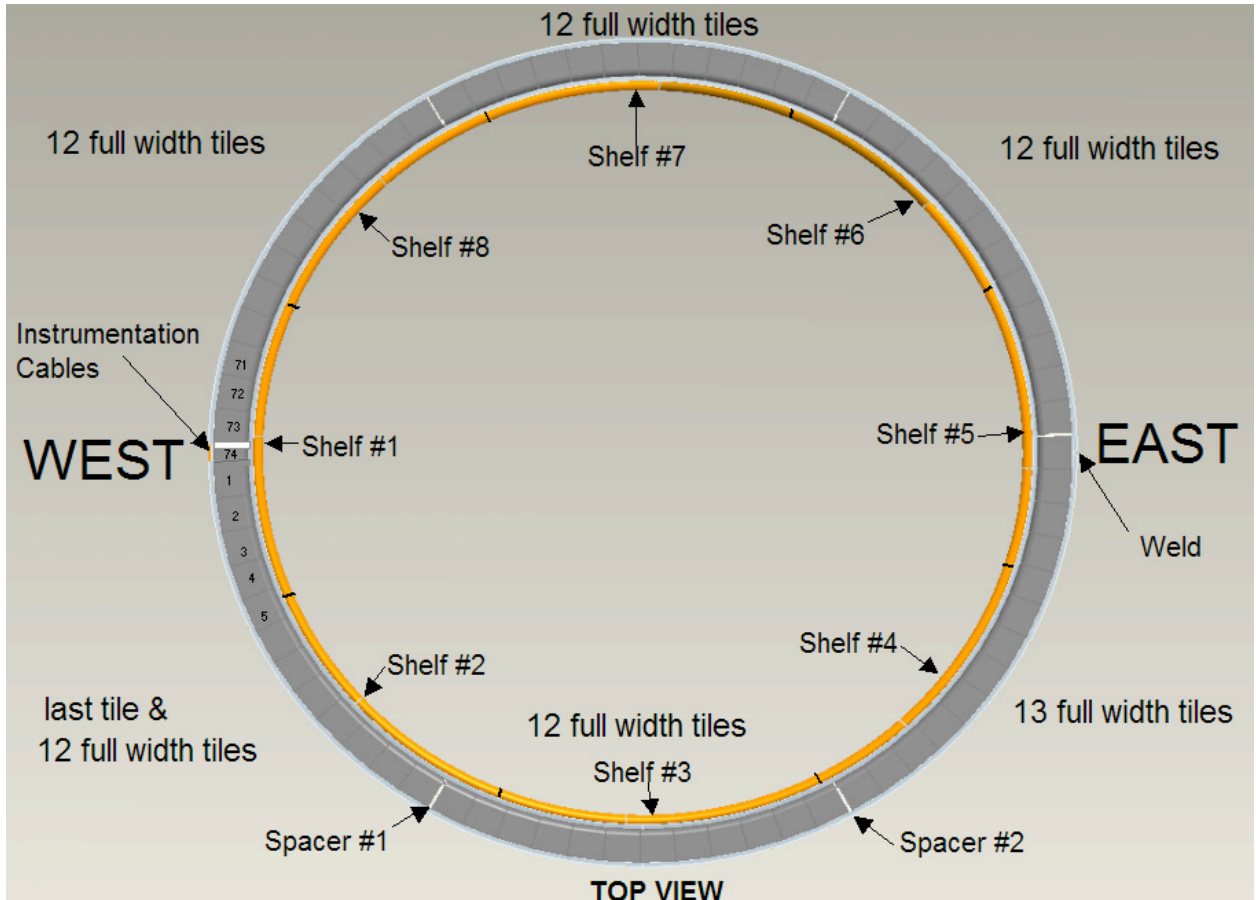 12 full width tiles
12 full width tiles
12 full width tiles
Shelf #7
Shelf #6
Shelf #8
Instrumentation
Cables
71
72
73
74
WEST
Shelf #1
Shelf #5
EAST
1
2
3
4
5
Weld
Shelf #2
Shelf #4
last tile &
12 full width tiles
12 full width tiles
13 full width tiles
Shelf #3
Spacer #1
Spacer #2
TOP VIEW